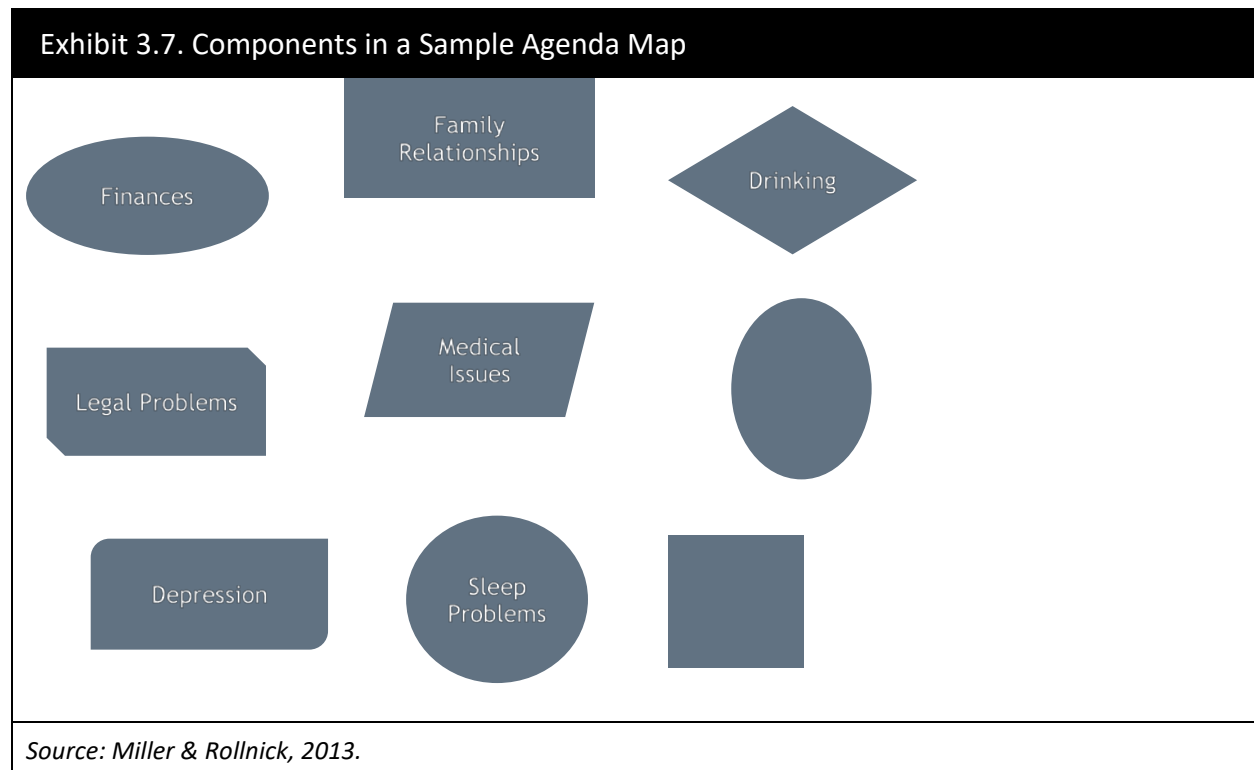 Exhibit 3.7. Components in a Sample Agenda Map
Finances
Family
Relationships
Drinking
Legal Problems
Medical
Issues
Depression
Sleep
Problems
Source: Miller & Rollnick, 2013.